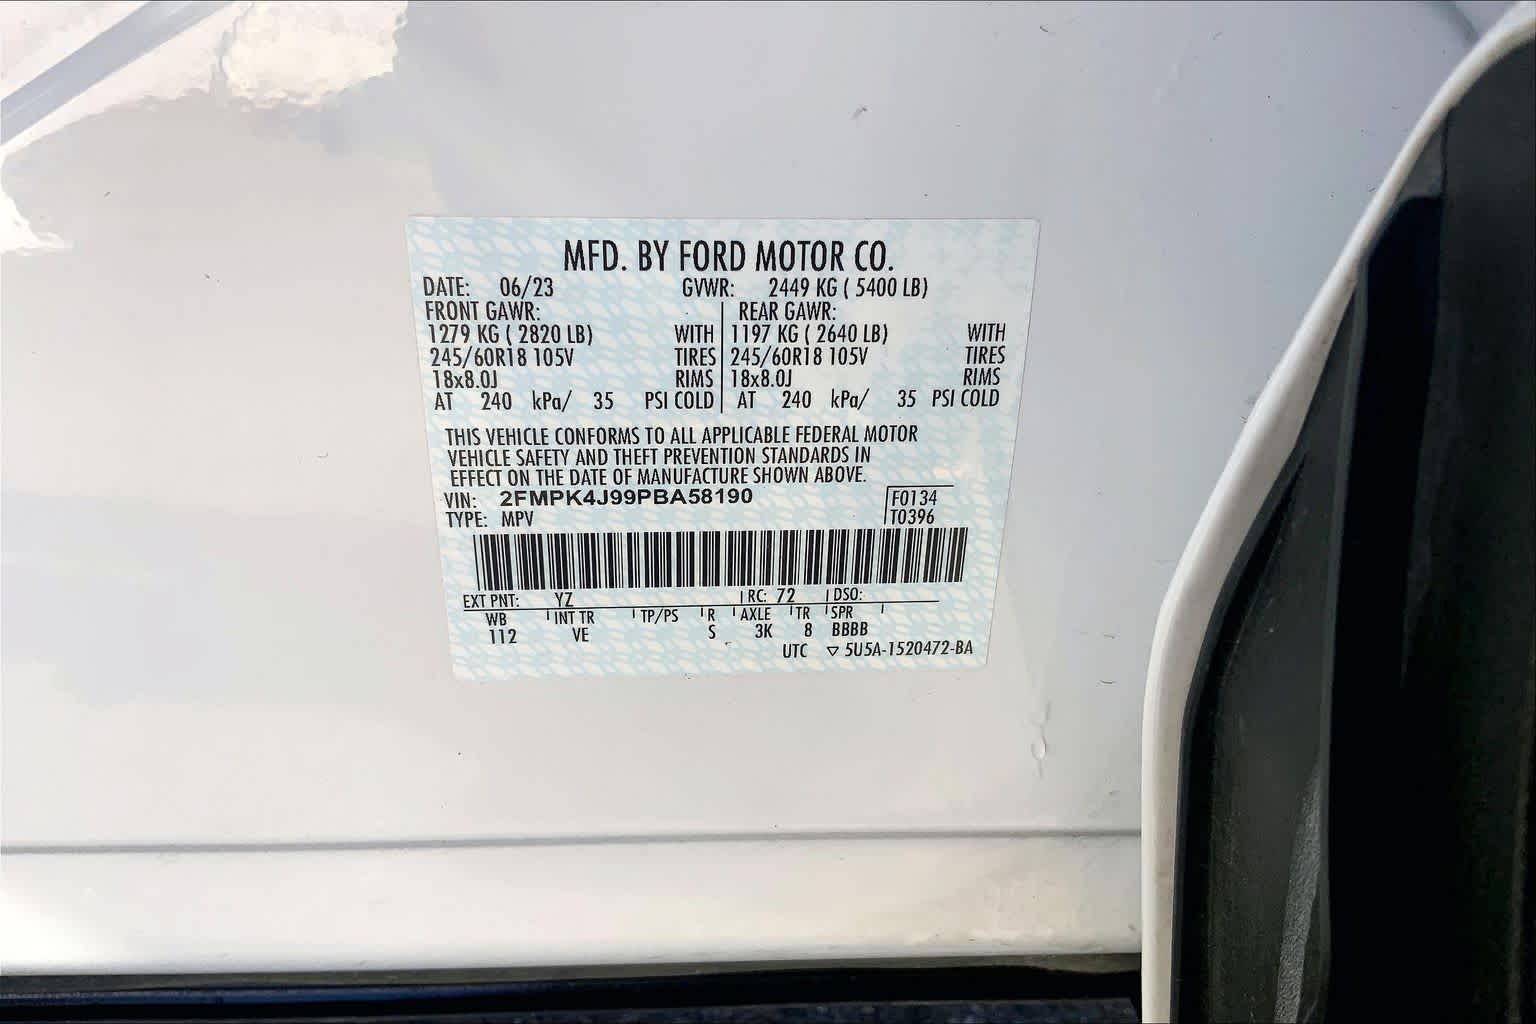 MFD. BY FORD MOTOR CO.
DATE: 06/23 GVWR: 2449 KG ( 5400 LB)
FRONT GAWR: REAR GAWR:
1279 KG ( 2820 LB) WITH 1197 KG ( 2640 LB) WITH
245/60R18 105V TIRES 245/60R18 105V TIRES
18x8.0J RIMS 18x8.0J RIMS
AT 240 kPa/ 35 PSI COLD AT 240 kPa/ 35 PSI COLD
THIS VEHICLE CONFORMS TO ALL APPLICABLE FEDERAL MOTOR
VEHICLE SAFETY AND THEFT PREVENTION STANDARDS IN
EFFECT ON THE DATE OF MANUFACTURE SHOWN ABOVE.
VIN: 2FMPK4J99PBA58190 F0134
TYPE: MPV T0396
EXT PNT: YZ RC: 72 DSO:
WB INT TR TP/PS R AXLE TR SPR
112 VE S 3K 8 BBBB
UTC ▽ 5U5A-1520472-BA